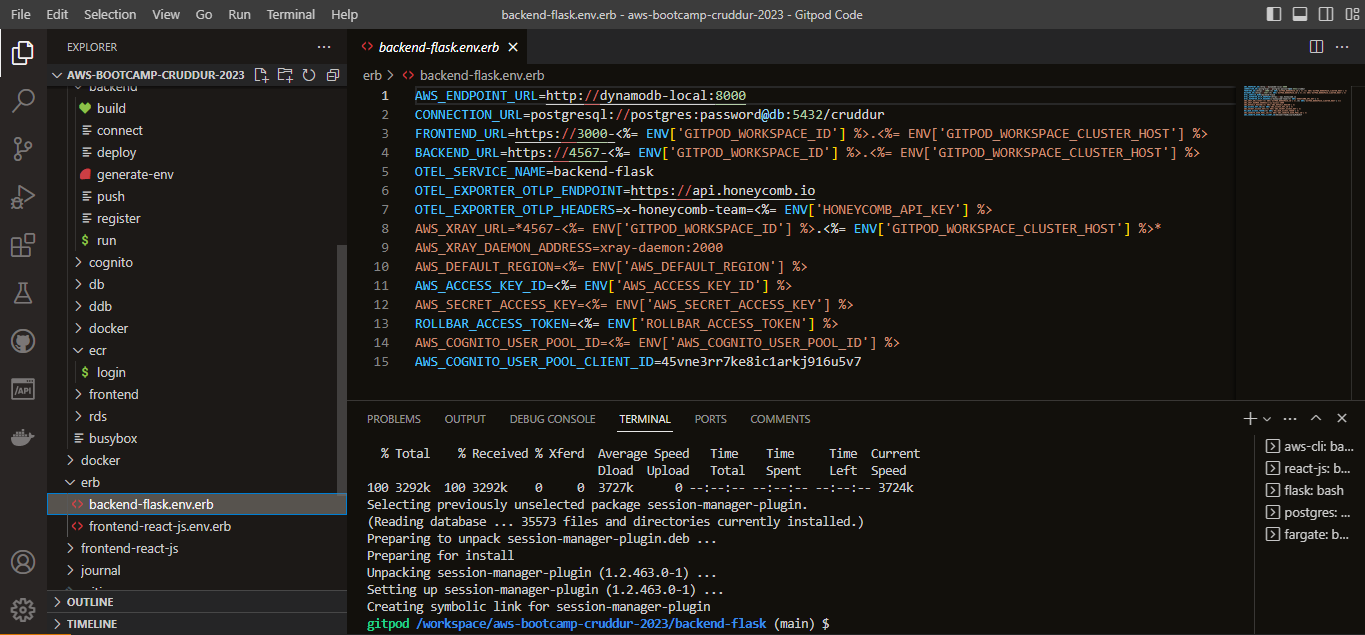 File Edit Selection View Go Run Terminal Help
backend-flask.env.erb - aws-bootcamp-cruddur-2023 - Gitpod Code
EXPLORER
AWS-BOOTCAMP-CRUDDUR-2023
backend
build
connect
deploy
generate-env
push
register
$ run
cognito
db
ddb
docker
ecr
$ login
frontend
rds
busybox
docker
erb
<> backend-flask.env.erb
<> frontend-react-js.env.erb
frontend-react-js
journal
OUTLINE
TIMELINE
<> backend-flask.env.erb
erb > <> backend-flask.env.erb
1 AWS_ENDPOINT_URL=http://dynamodb-local:8000
2 CONNECTION_URL=postgresql://postgres:password@db:5432/cruddur
3 FRONTEND_URL=https://3000-<%= ENV['GITPOD_WORKSPACE_ID'] %>.<%= ENV['GITPOD_WORKSPACE_CLUSTER_HOST'] %>
4 BACKEND_URL=https://4567-<%= ENV['GITPOD_WORKSPACE_ID'] %>.<%= ENV['GITPOD_WORKSPACE_CLUSTER_HOST'] %>
5 OTEL_SERVICE_NAME=backend-flask
6 OTEL_EXPORTER_OTLP_ENDPOINT=https://api.honeycomb.io
7 OTEL_EXPORTER_OTLP_HEADERS=x-honeycomb-team=<%= ENV['HONEYCOMB_API_KEY'] %>
8 AWS_XRAY_URL=*4567-<%= ENV['GITPOD_WORKSPACE_ID'] %>.<%= ENV['GITPOD_WORKSPACE_CLUSTER_HOST'] %>*
9 AWS_XRAY_DAEMON_ADDRESS=xray-daemon:2000
10 AWS_DEFAULT_REGION=<%= ENV['AWS_DEFAULT_REGION'] %>
11 AWS_ACCESS_KEY_ID=<%= ENV['AWS_ACCESS_KEY_ID'] %>
12 AWS_SECRET_ACCESS_KEY=<%= ENV['AWS_SECRET_ACCESS_KEY'] %>
13 ROLLBAR_ACCESS_TOKEN=<%= ENV['ROLLBAR_ACCESS_TOKEN'] %>
14 AWS_COGNITO_USER_POOL_ID=<%= ENV['AWS_COGNITO_USER_POOL_ID'] %>
15 AWS_COGNITO_USER_POOL_CLIENT_ID=45vne3rr7ke8ic1arkj916u5v7
PROBLEMS OUTPUT DEBUG CONSOLE TERMINAL PORTS COMMENTS
% Total % Received % Xferd Average Speed Time Time Time Current
Dload Upload Total Spent Left Speed
100 3292k 100 3292k 0 0 3727k 0 --:--:-- --:--:-- --:--:-- 3724k
Selecting previously unselected package session-manager-plugin.
(Reading database ... 35573 files and directories currently installed.)
Preparing to unpack session-manager-plugin.deb ...
Preparing for install
Unpacking session-manager-plugin (1.2.463.0-1) ...
Setting up session-manager-plugin (1.2.463.0-1) ...
Creating symbolic link for session-manager-plugin
gitpod /workspace/aws-bootcamp-cruddur-2023/backend-flask (main) $
aws-cli: ba...
react-js: b...
flask: bash
postgres: ...
fargate: b...
/API